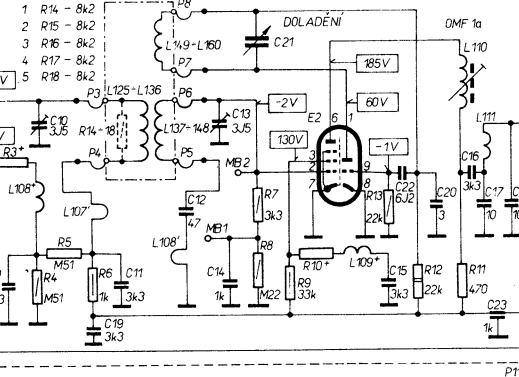 1 R14 - 8k2
2 R15 - 8k2
3 R16 - 8k2
4 R17 - 8k2
5 R18 - 8k2
P8
DOLADĚNÍ
OMF 1a
L149÷L160
C21
L110
P7
185V
V
P3
L125÷L136
P6
-2V
60V
C10
3J5
R14÷18
L137÷148
C13
3J5
E2 6 1
L111
130V
-1V
R3+
P4
P5
MB2
3
2
9
7
8
C22
6J2
C16
3k3
L108+
C12
47
R7
3k3
R13
22k
C20
3
C17
10
10
L107'
MB1
R5
M51
L108'
R8
M22
R10+
L109+
R4
M51
R6
1k
C11
3k3
C14
1k
R9
33k
C15
3k3
R12
22k
R11
470
3k3
C19
3k3
C23
1k
P1